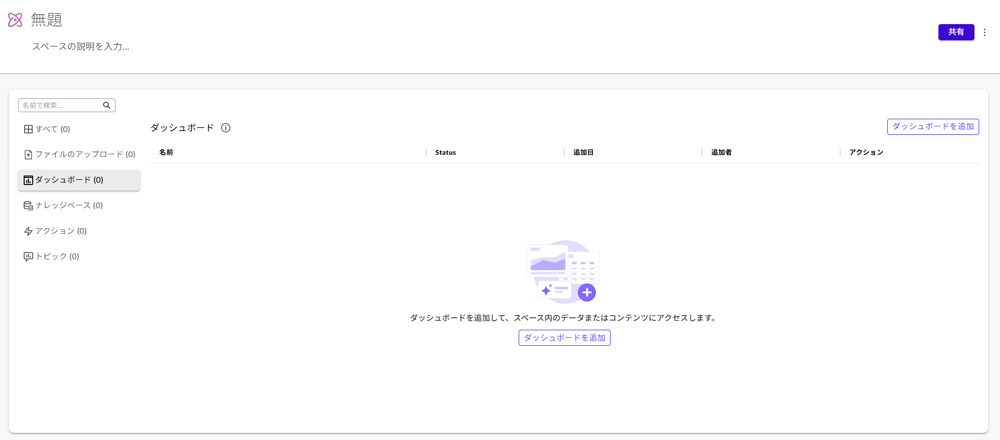 無題
スペースの説明を入力...
共有
名前で検索...
すべて (0)
ファイルのアップロード (0)
ダッシュボード (0)
ナレッジベース (0)
アクション (0)
トピック (0)
ダッシュボード
ダッシュボードを追加
名前 Status 追加日 追加者 アクション
ダッシュボードを追加して、スペース内のデータまたはコンテンツにアクセスします。
ダッシュボードを追加